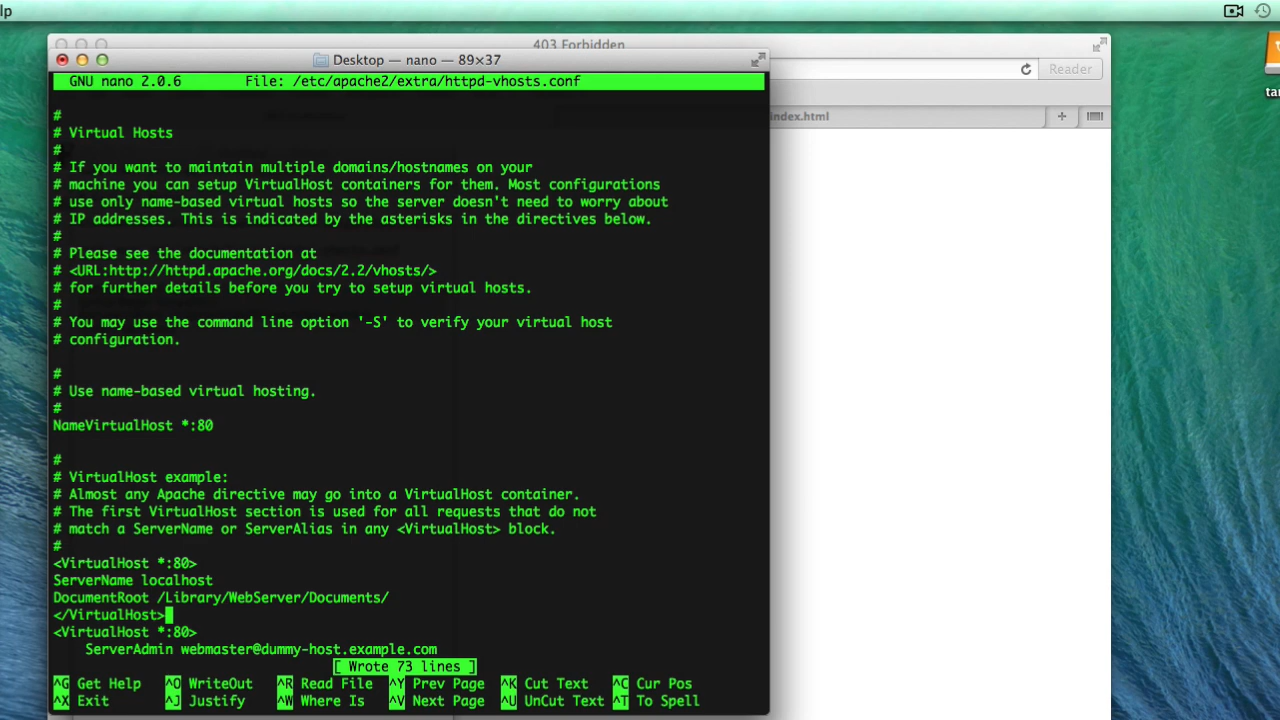 lp
403 Forbidden
Desktop — nano — 89×37
Reader
GNU nano 2.0.6        File: /etc/apache2/extra/httpd-vhosts.conf
index.html
#
# Virtual Hosts
#
# If you want to maintain multiple domains/hostnames on your
# machine you can setup VirtualHost containers for them. Most configurations
# use only name-based virtual hosts so the server doesn't need to worry about
# IP addresses. This is indicated by the asterisks in the directives below.
#
# Please see the documentation at
# <URL:http://httpd.apache.org/docs/2.2/vhosts/>
# for further details before you try to setup virtual hosts.
#
# You may use the command line option '-S' to verify your virtual host
# configuration.
#
# Use name-based virtual hosting.
#
NameVirtualHost *:80
#
# VirtualHost example:
# Almost any Apache directive may go into a VirtualHost container.
# The first VirtualHost section is used for all requests that do not
# match a ServerName or ServerAlias in any <VirtualHost> block.
#
<VirtualHost *:80>
ServerName localhost
DocumentRoot /Library/WebServer/Documents/
</VirtualHost>
<VirtualHost *:80>
    ServerAdmin webmaster@dummy-host.example.com
[ Wrote 73 lines ]
^G Get Help ^O WriteOut ^R Read File ^Y Prev Page ^K Cut Text ^C Cur Pos
^X Exit ^J Justify ^W Where Is ^V Next Page ^U UnCut Text ^T To Spell
tar